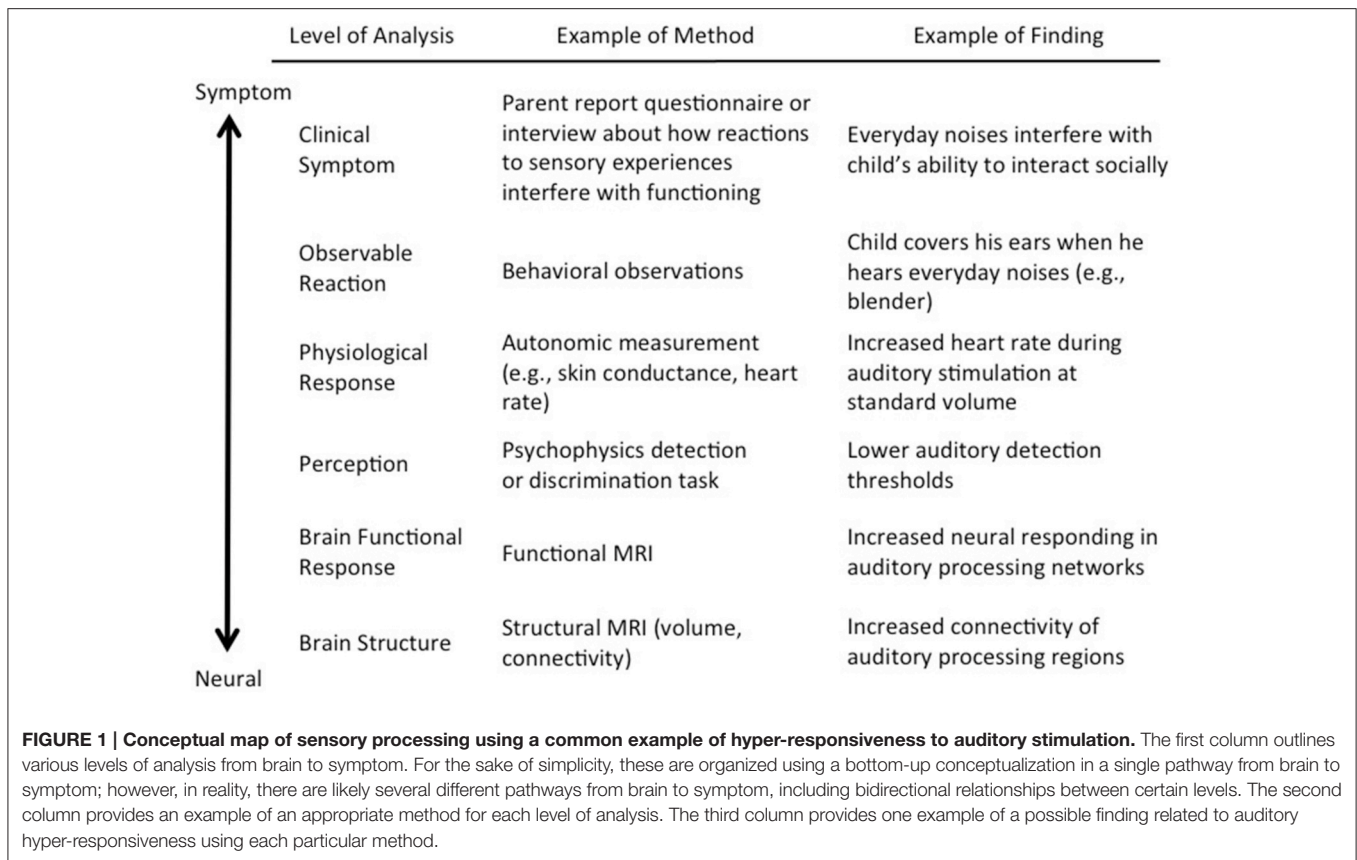 Level of Analysis Example of Method Example of Finding
Symptom
Clinical
Symptom
Parent report questionnaire or
interview about how reactions
to sensory experiences
interfere with functioning
Everyday noises interfere with
child's ability to interact socially
Observable
Reaction
Behavioral observations
Child covers his ears when he
hears everyday noises (e.g.,
blender)
Physiological
Response
Autonomic measurement
(e.g., skin conductance, heart
rate)
Increased heart rate during
auditory stimulation at
standard volume
Perception
Psychophysics detection
or discrimination task
Lower auditory detection
thresholds
Brain Functional
Response
Functional MRI
Increased neural responding in
auditory processing networks
Brain Structure
Structural MRI (volume,
connectivity)
Increased connectivity of
auditory processing regions
Neural
FIGURE 1 | Conceptual map of sensory processing using a common example of hyper-responsiveness to auditory stimulation. The first column outlines
various levels of analysis from brain to symptom. For the sake of simplicity, these are organized using a bottom-up conceptualization in a single pathway from brain to
symptom; however, in reality, there are likely several different pathways from brain to symptom, including bidirectional relationships between certain levels. The second
column provides an example of an appropriate method for each level of analysis. The third column provides one example of a possible finding related to auditory
hyper-responsiveness using each particular method.